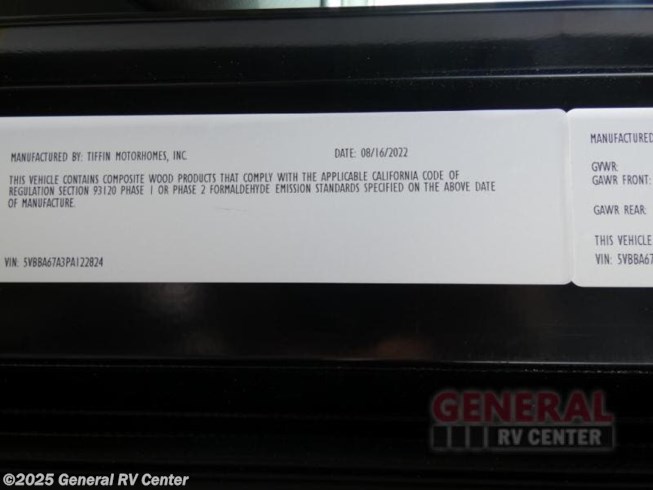 MANUFACTURED BY: TIFFIN MOTORHOMES, INC
DATE: 08/16/2022
THIS VEHICLE CONTAINS COMPOSITE WOOD PRODUCTS THAT COMPLY WITH THE APPLICABLE CALIFORNIA CODE OF
REGULATION SECTION 93120 PHASE 1 OR PHASE 2 FORMALDEHYDE EMISSION STANDARDS SPECIFIED ON THE ABOVE DATE
OF MANUFACTURE.
VIN: 5VBBA67A3PA122824
MANUFACTURED
GVWR:
GAWR FRONT:
GAWR REAR:
THIS VEHICLE
VIN: 5VBBA67
GENERAL
RV CENTER
©2025 General RV Center